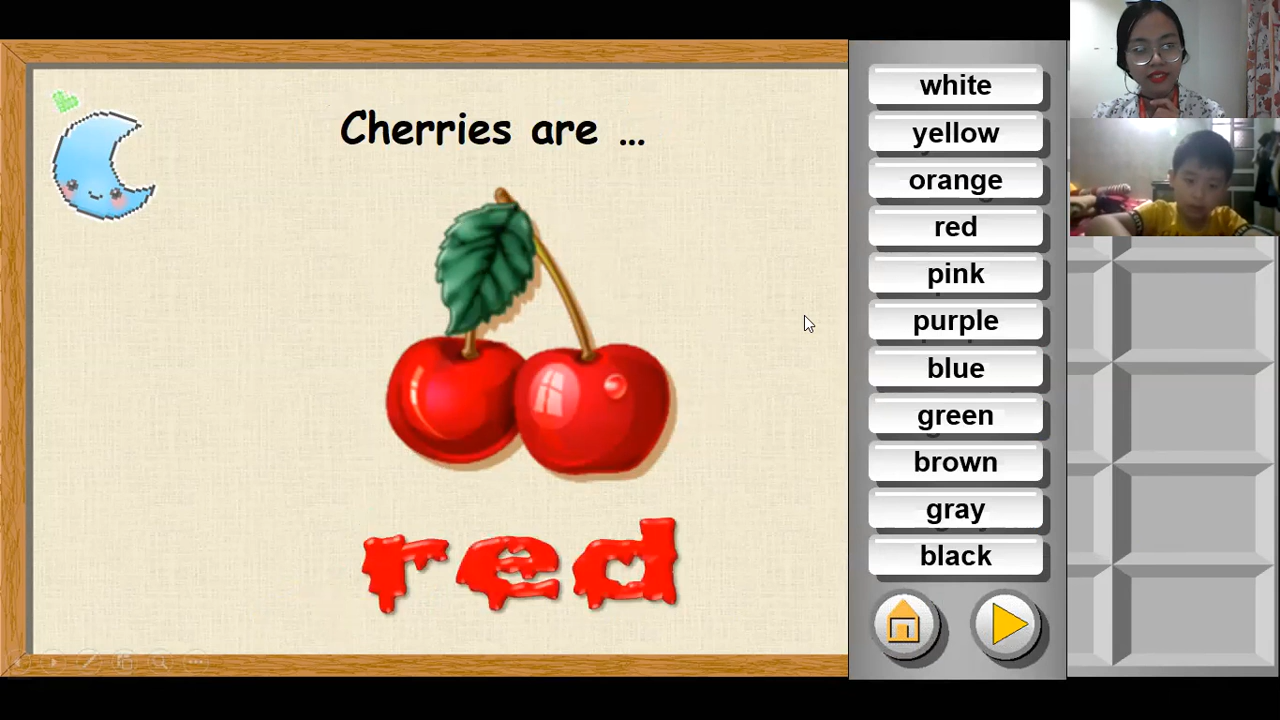 Cherries are ...
red
white
yellow
orange
red
pink
purple
blue
green
brown
gray
black